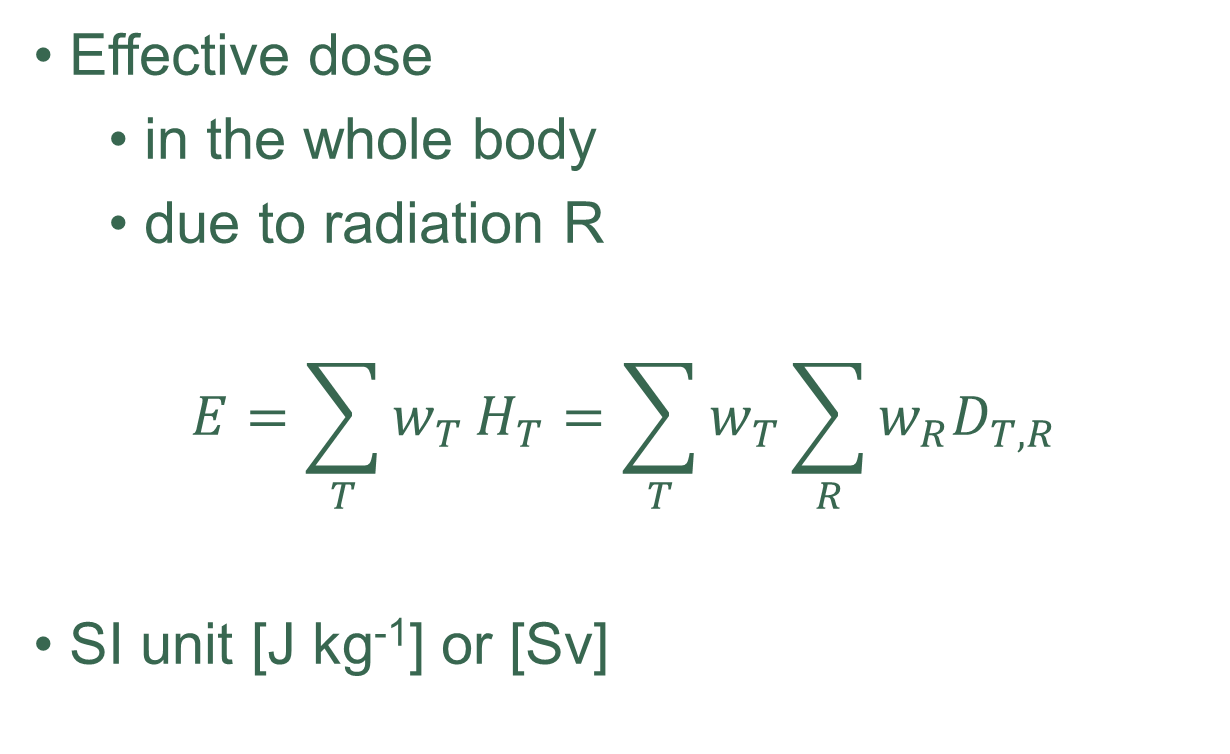 • Effective dose
• in the whole body
• due to radiation R
E = ∑_T w_T H_T = ∑_T w_T ∑_R w_R D_{T,R}
• SI unit [J kg⁻¹] or [Sv]